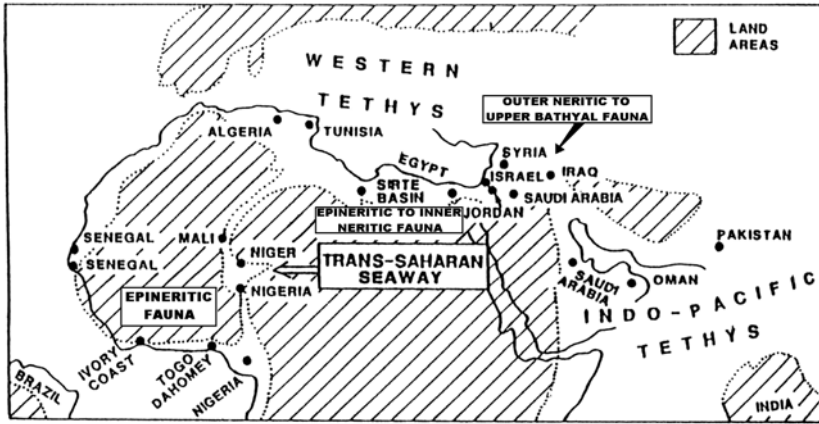 LAND
AREAS
WESTERN
TETHYS
OUTER NERITIC TO
UPPER BATHYAL FAUNA
ALGERIA
TUNISIA
EGYPT
SYRIA
ISRAEL
IRAQ
SIRTE
BASIN
JORDAN
SAUDI ARABIA
EPINERITIC TO INNER
NERITIC FAUNA
SENEGAL
MALI
PAKISTAN
SENEGAL
NIGER
TRANS-SAHARAN
SEAWAY
SAUDI
ARABIA
OMAN
NIGERIA
EPINERITIC
FAUNA
INDO-PACIFIC
TETHYS
IVORY
COAST
TOGO
DAHOMEY
NIGERIA
BRAZIL
INDIA